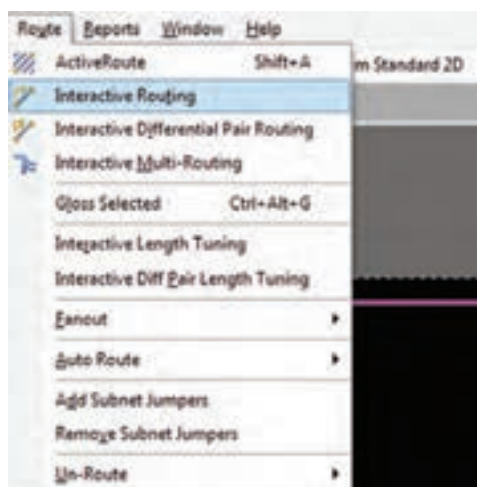 Route Reports Window Help
ActiveRoute Shift+A
m Standard 2D
Interactive Routing
Interactive Differential Pair Routing
Interactive Multi-Routing
Gloss Selected Ctrl+Alt+G
Interactive Length Tuning
Interactive Diff Pair Length Tuning
Fanout
Auto Route
Add Subnet Jumpers
Remove Subnet Jumpers
Un-Route